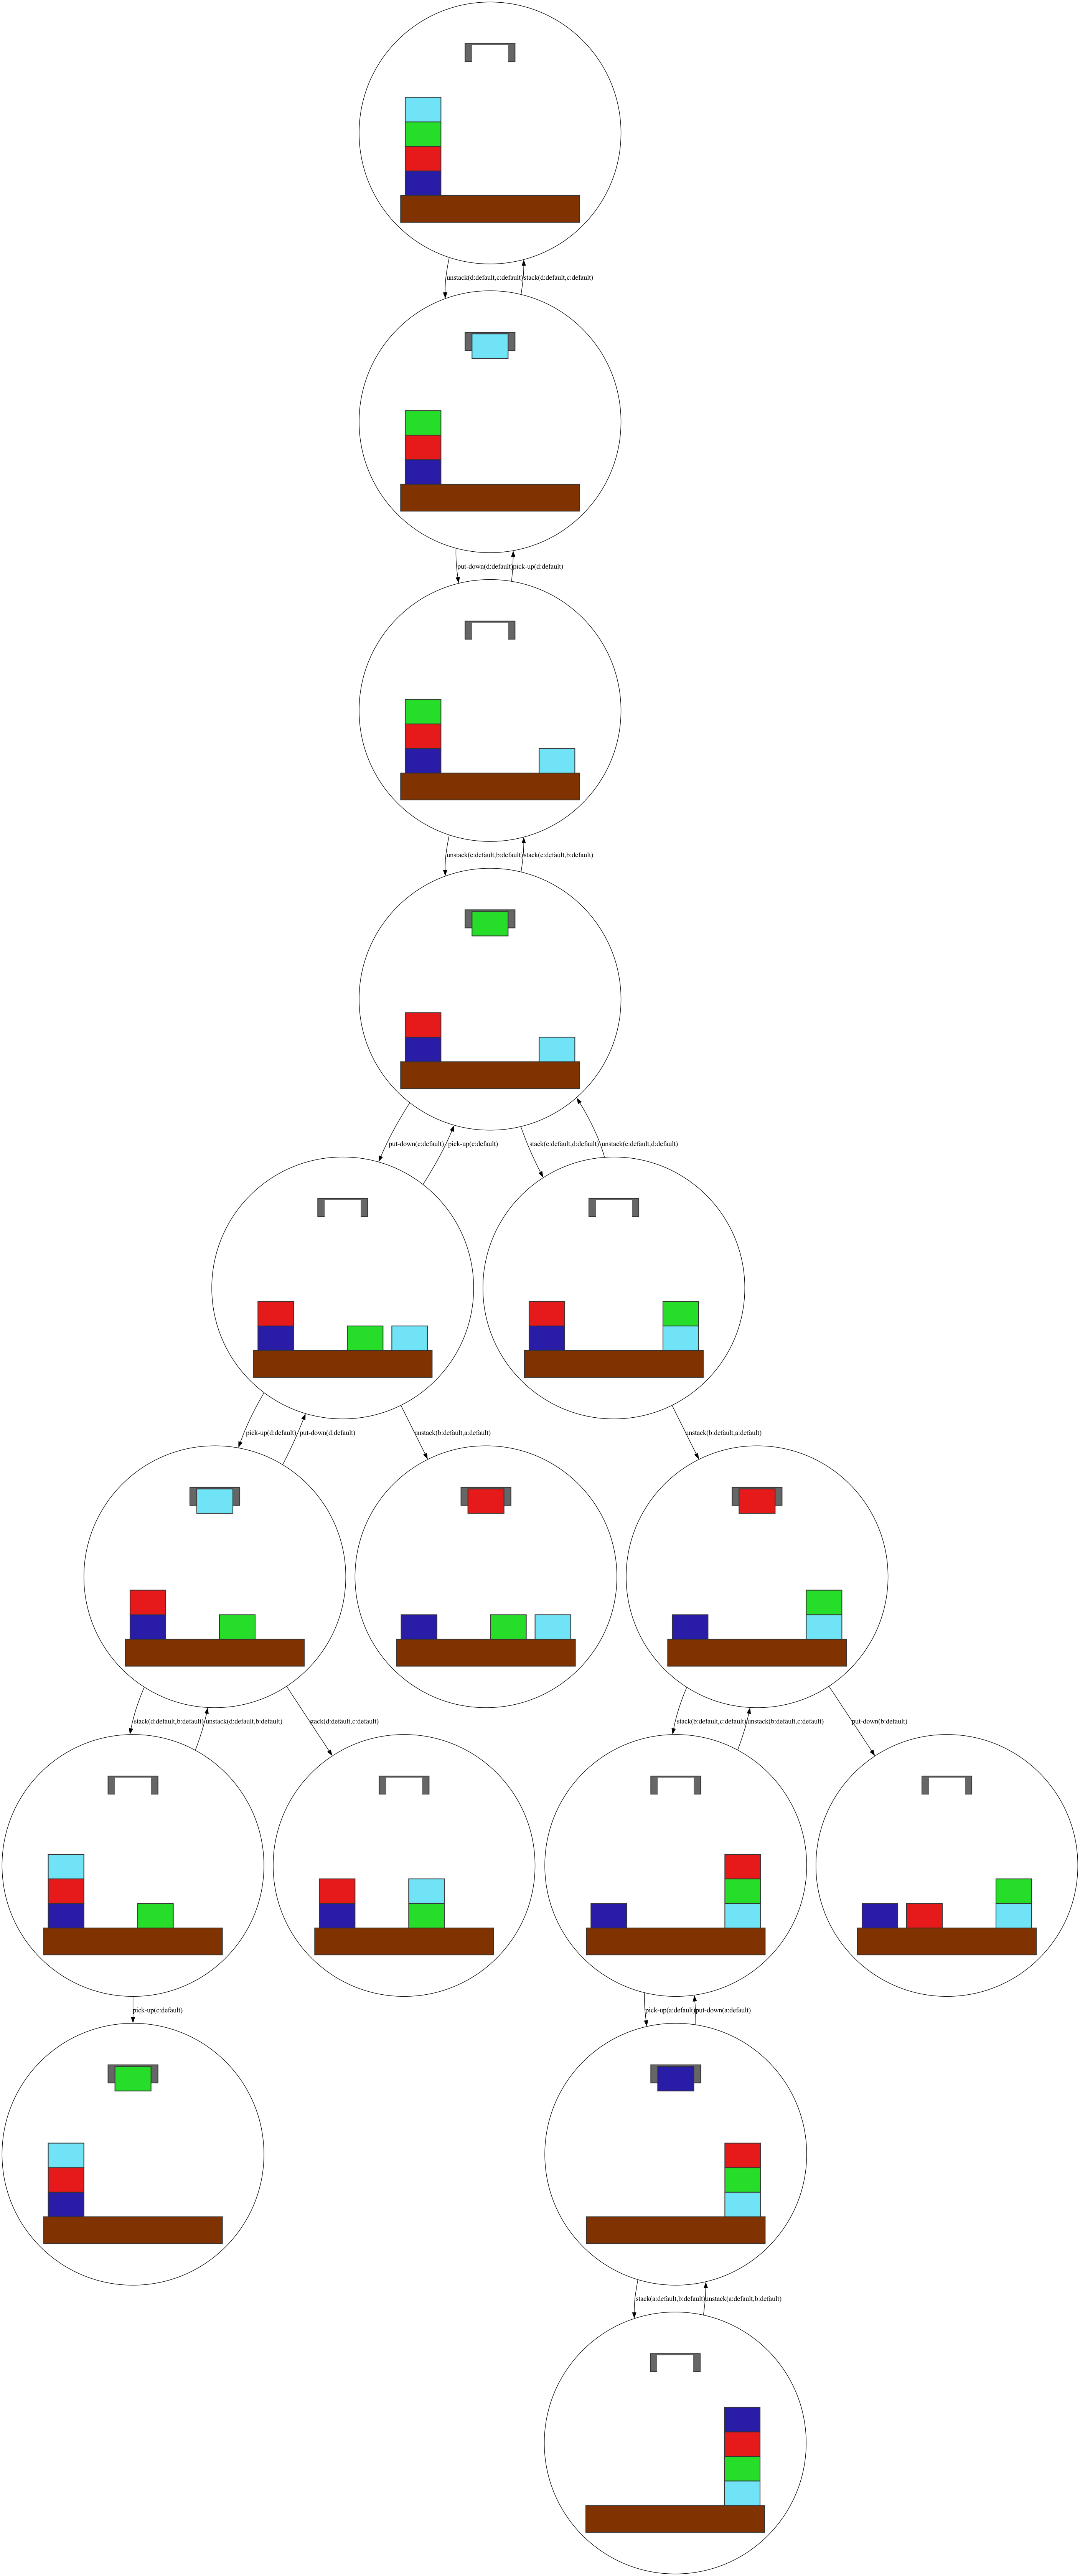 unstack(d:default,c:default)
stack(d:default,c:default)
put-down(d:default)
pick-up(d:default)
unstack(c:default,b:default)
stack(c:default,b:default)
put-down(c:default)
pick-up(c:default)
stack(c:default,d:default)
unstack(c:default,d:default)
pick-up(d:default)
put-down(d:default)
unstack(b:default,a:default)
unstack(b:default,a:default)
stack(d:default,b:default)
unstack(d:default,b:default)
stack(d:default,c:default)
stack(b:default,c:default)
unstack(b:default,c:default)
put-down(b:default)
pick-up(c:default)
pick-up(a:default)
put-down(a:default)
stack(a:default,b:default)
unstack(a:default,b:default)